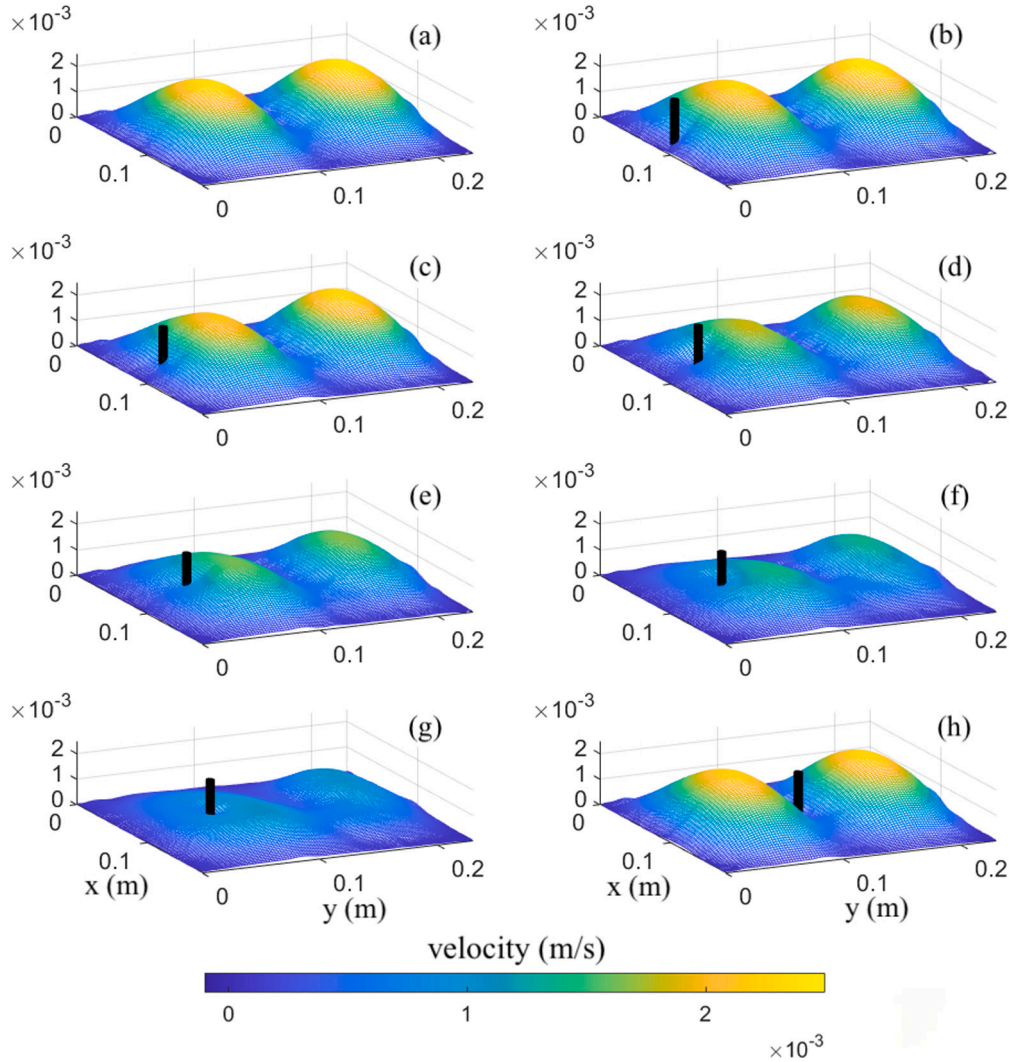 ×10⁻³ (a) ×10⁻³ (b)
2 2
1 1
0 0
0 0
0.1 0.2 0.1 0.2
0.1 0.1
0 0
×10⁻³ (c) ×10⁻³ (d)
2 2
1 1
0 0
0 0
0.1 0.2 0.1 0.2
0.1 0.1
0 0
×10⁻³ (e) ×10⁻³ (f)
2 2
1 1
0 0
0 0
0.1 0.2 0.1 0.2
0.1 0.1
0 0
×10⁻³ (g) ×10⁻³ (h)
2 2
1 1
0 0
0 0
0.1 0.2 0.1 0.2
x (m) 0.1 x (m) 0.1
0 y (m) 0 y (m)
velocity (m/s)
0 1 2
×10⁻³